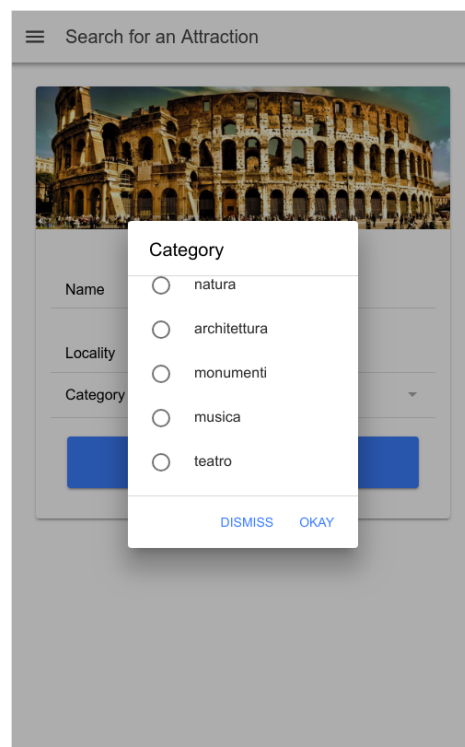 Search for an Attraction
Category
natura
Name
architettura
Locality
monumenti
Category
musica
teatro
DISMISS OKAY